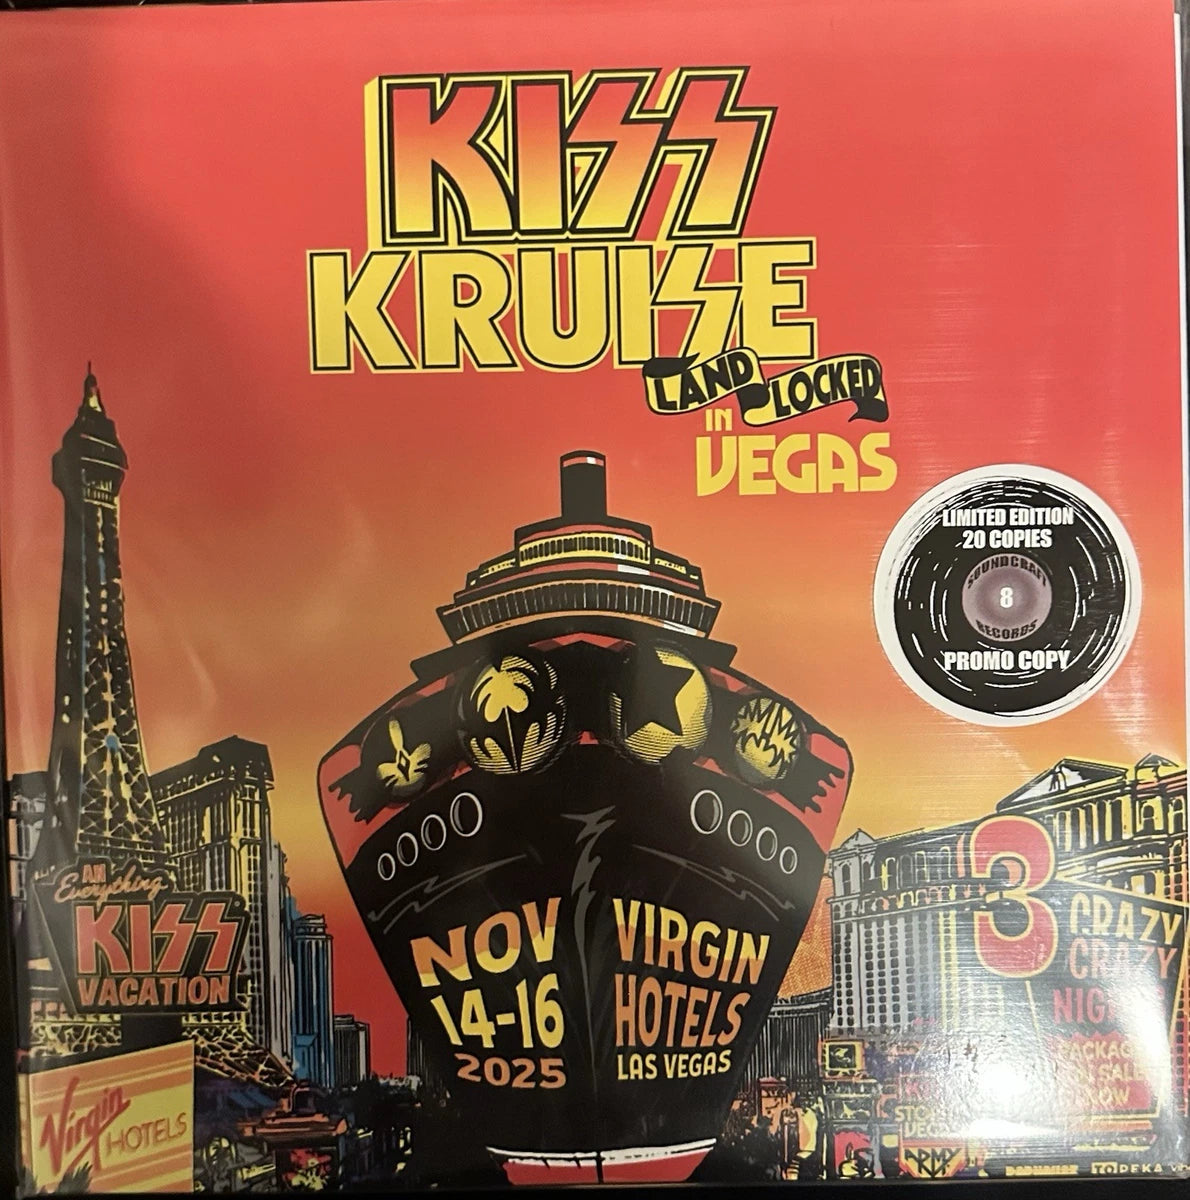 KISS
KRUISE
LAND LOCKED
IN
VEGAS
LIMITED EDITION
20 COPIES
SOUNDCRAFT
8
RECORDS
PROMO COPY
AN
Everything
KISS
VACATION
Virgin
HOTELS
NOV
14-16
2025
VIRGIN
HOTELS
LAS VEGAS
3
CRAZY
CRAZY
TOPEKA